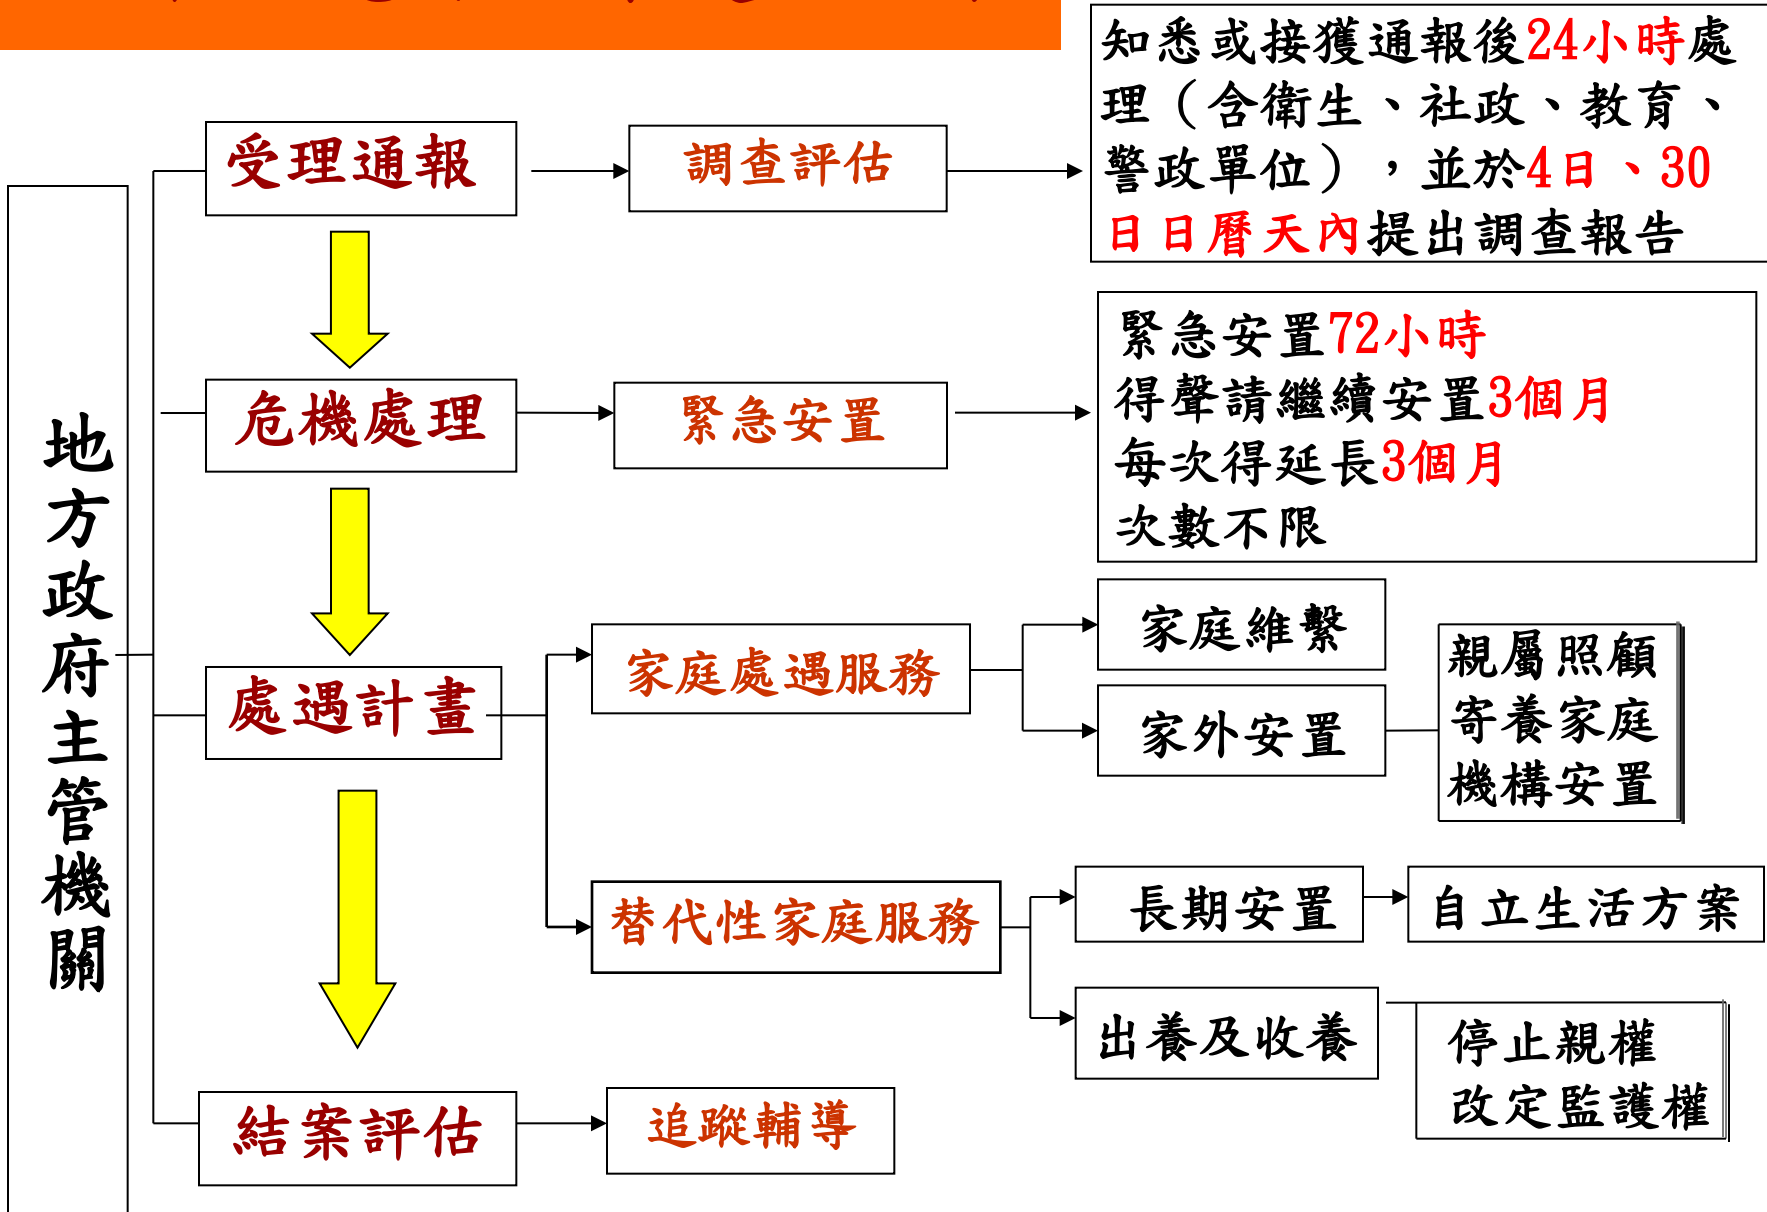 知悉或接獲通報後24小時處
理（含衛生、社政、教育、
警政單位），並於4日、30
日日曆天內提出調查報告
受理通報
調查評估
緊急安置72小時
得聲請繼續安置3個月
每次得延長3個月
次數不限
危機處理
緊急安置
地方政府主管機關
處遇計畫
家庭處遇服務
家庭維繫
家外安置
親屬照顧
寄養家庭
機構安置
替代性家庭服務
長期安置
自立生活方案
出養及收養
停止親權
改定監護權
結案評估
追蹤輔導